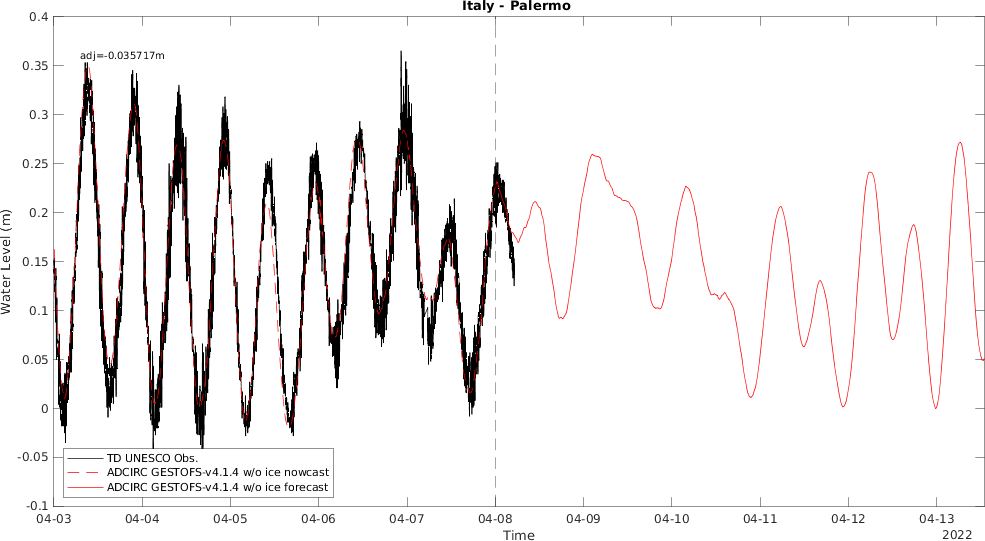 Italy - Palermo
adj=-0.035717m
0.4
0.35
0.3
0.25
0.2
0.15
0.1
0.05
0
-0.05
-0.1
Water Level (m)
TD UNESCO Obs.
ADCIRC GESTOFS-v4.1.4 w/o ice nowcast
ADCIRC GESTOFS-v4.1.4 w/o ice forecast
04-03 04-04 04-05 04-06 04-07 04-08 04-09 04-10 04-11 04-12 04-13
Time
2022